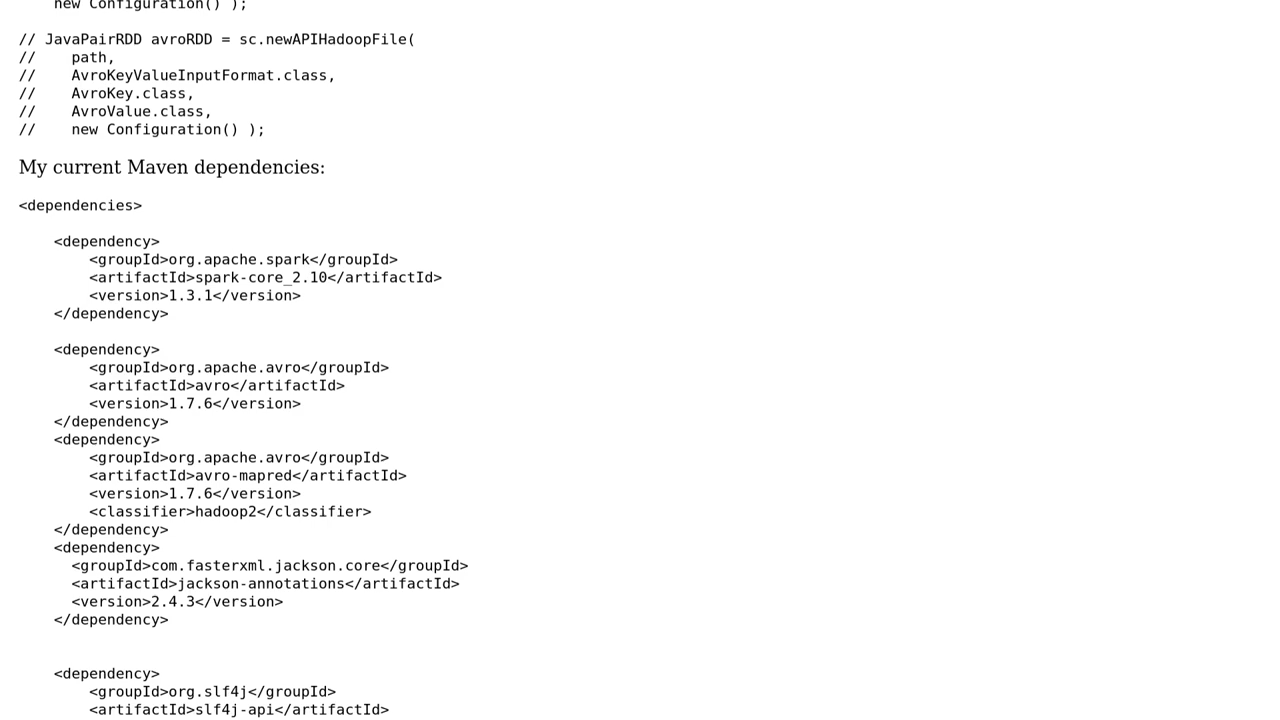 new Configuration() );
// JavaPairRDD avroRDD = sc.newAPIHadoopFile(
//    path,
//    AvroKeyValueInputFormat.class,
//    AvroKey.class,
//    AvroValue.class,
//    new Configuration() );
My current Maven dependencies:
<dependencies>
    <dependency>
        <groupId>org.apache.spark</groupId>
        <artifactId>spark-core_2.10</artifactId>
        <version>1.3.1</version>
    </dependency>
    <dependency>
        <groupId>org.apache.avro</groupId>
        <artifactId>avro</artifactId>
        <version>1.7.6</version>
    </dependency>
    <dependency>
        <groupId>org.apache.avro</groupId>
        <artifactId>avro-mapred</artifactId>
        <version>1.7.6</version>
        <classifier>hadoop2</classifier>
    </dependency>
    <dependency>
      <groupId>com.fasterxml.jackson.core</groupId>
      <artifactId>jackson-annotations</artifactId>
      <version>2.4.3</version>
    </dependency>
    <dependency>
        <groupId>org.slf4j</groupId>
        <artifactId>slf4j-api</artifactId>